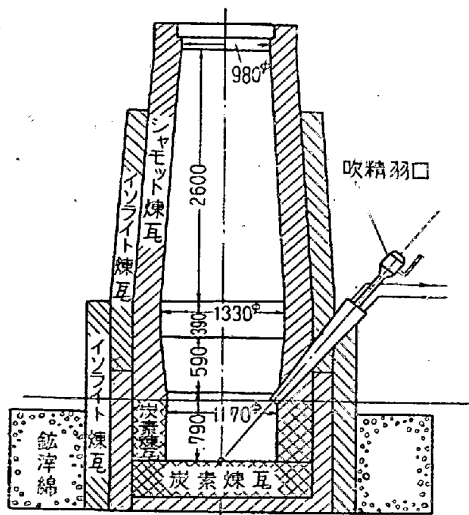 980φ
シャモット煉瓦
イソライト煉瓦
2600
吹精羽口
1330φ
390
590
イソライト煉瓦
1170φ
790
炭素煉瓦
鉱滓綿
炭素煉瓦